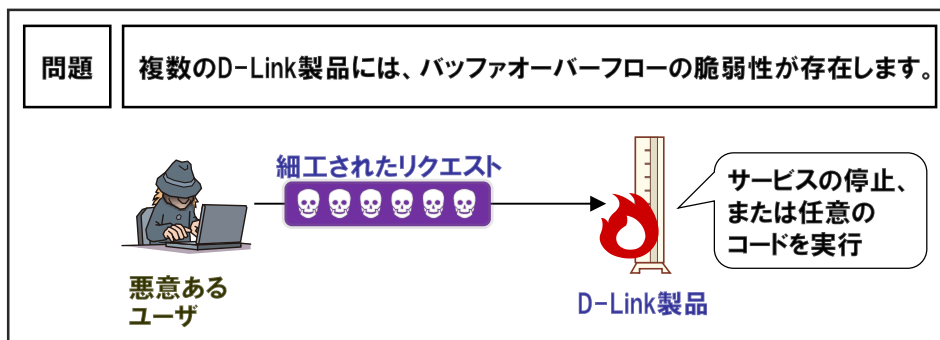 問題
複数のD-Link製品には、バッファオーバーフローの脆弱性が存在します。
細工されたリクエスト
サービスの停止、
または任意の
コードを実行
悪意ある
ユーザ
D-Link製品